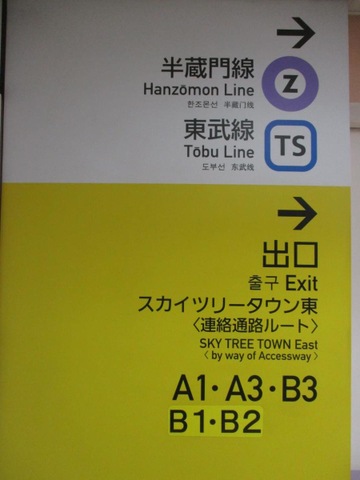 →
半蔵門線
Hanzōmon Line
한조몬선 半藏门线
Z
東武線
Tōbu Line
도부선 东武线
TS
→
出口
출구 Exit
スカイツリータウン東
〈連絡通路ルート〉
SKY TREE TOWN East
〈 by way of Accessway 〉
A1・A3・B3
B1・B2